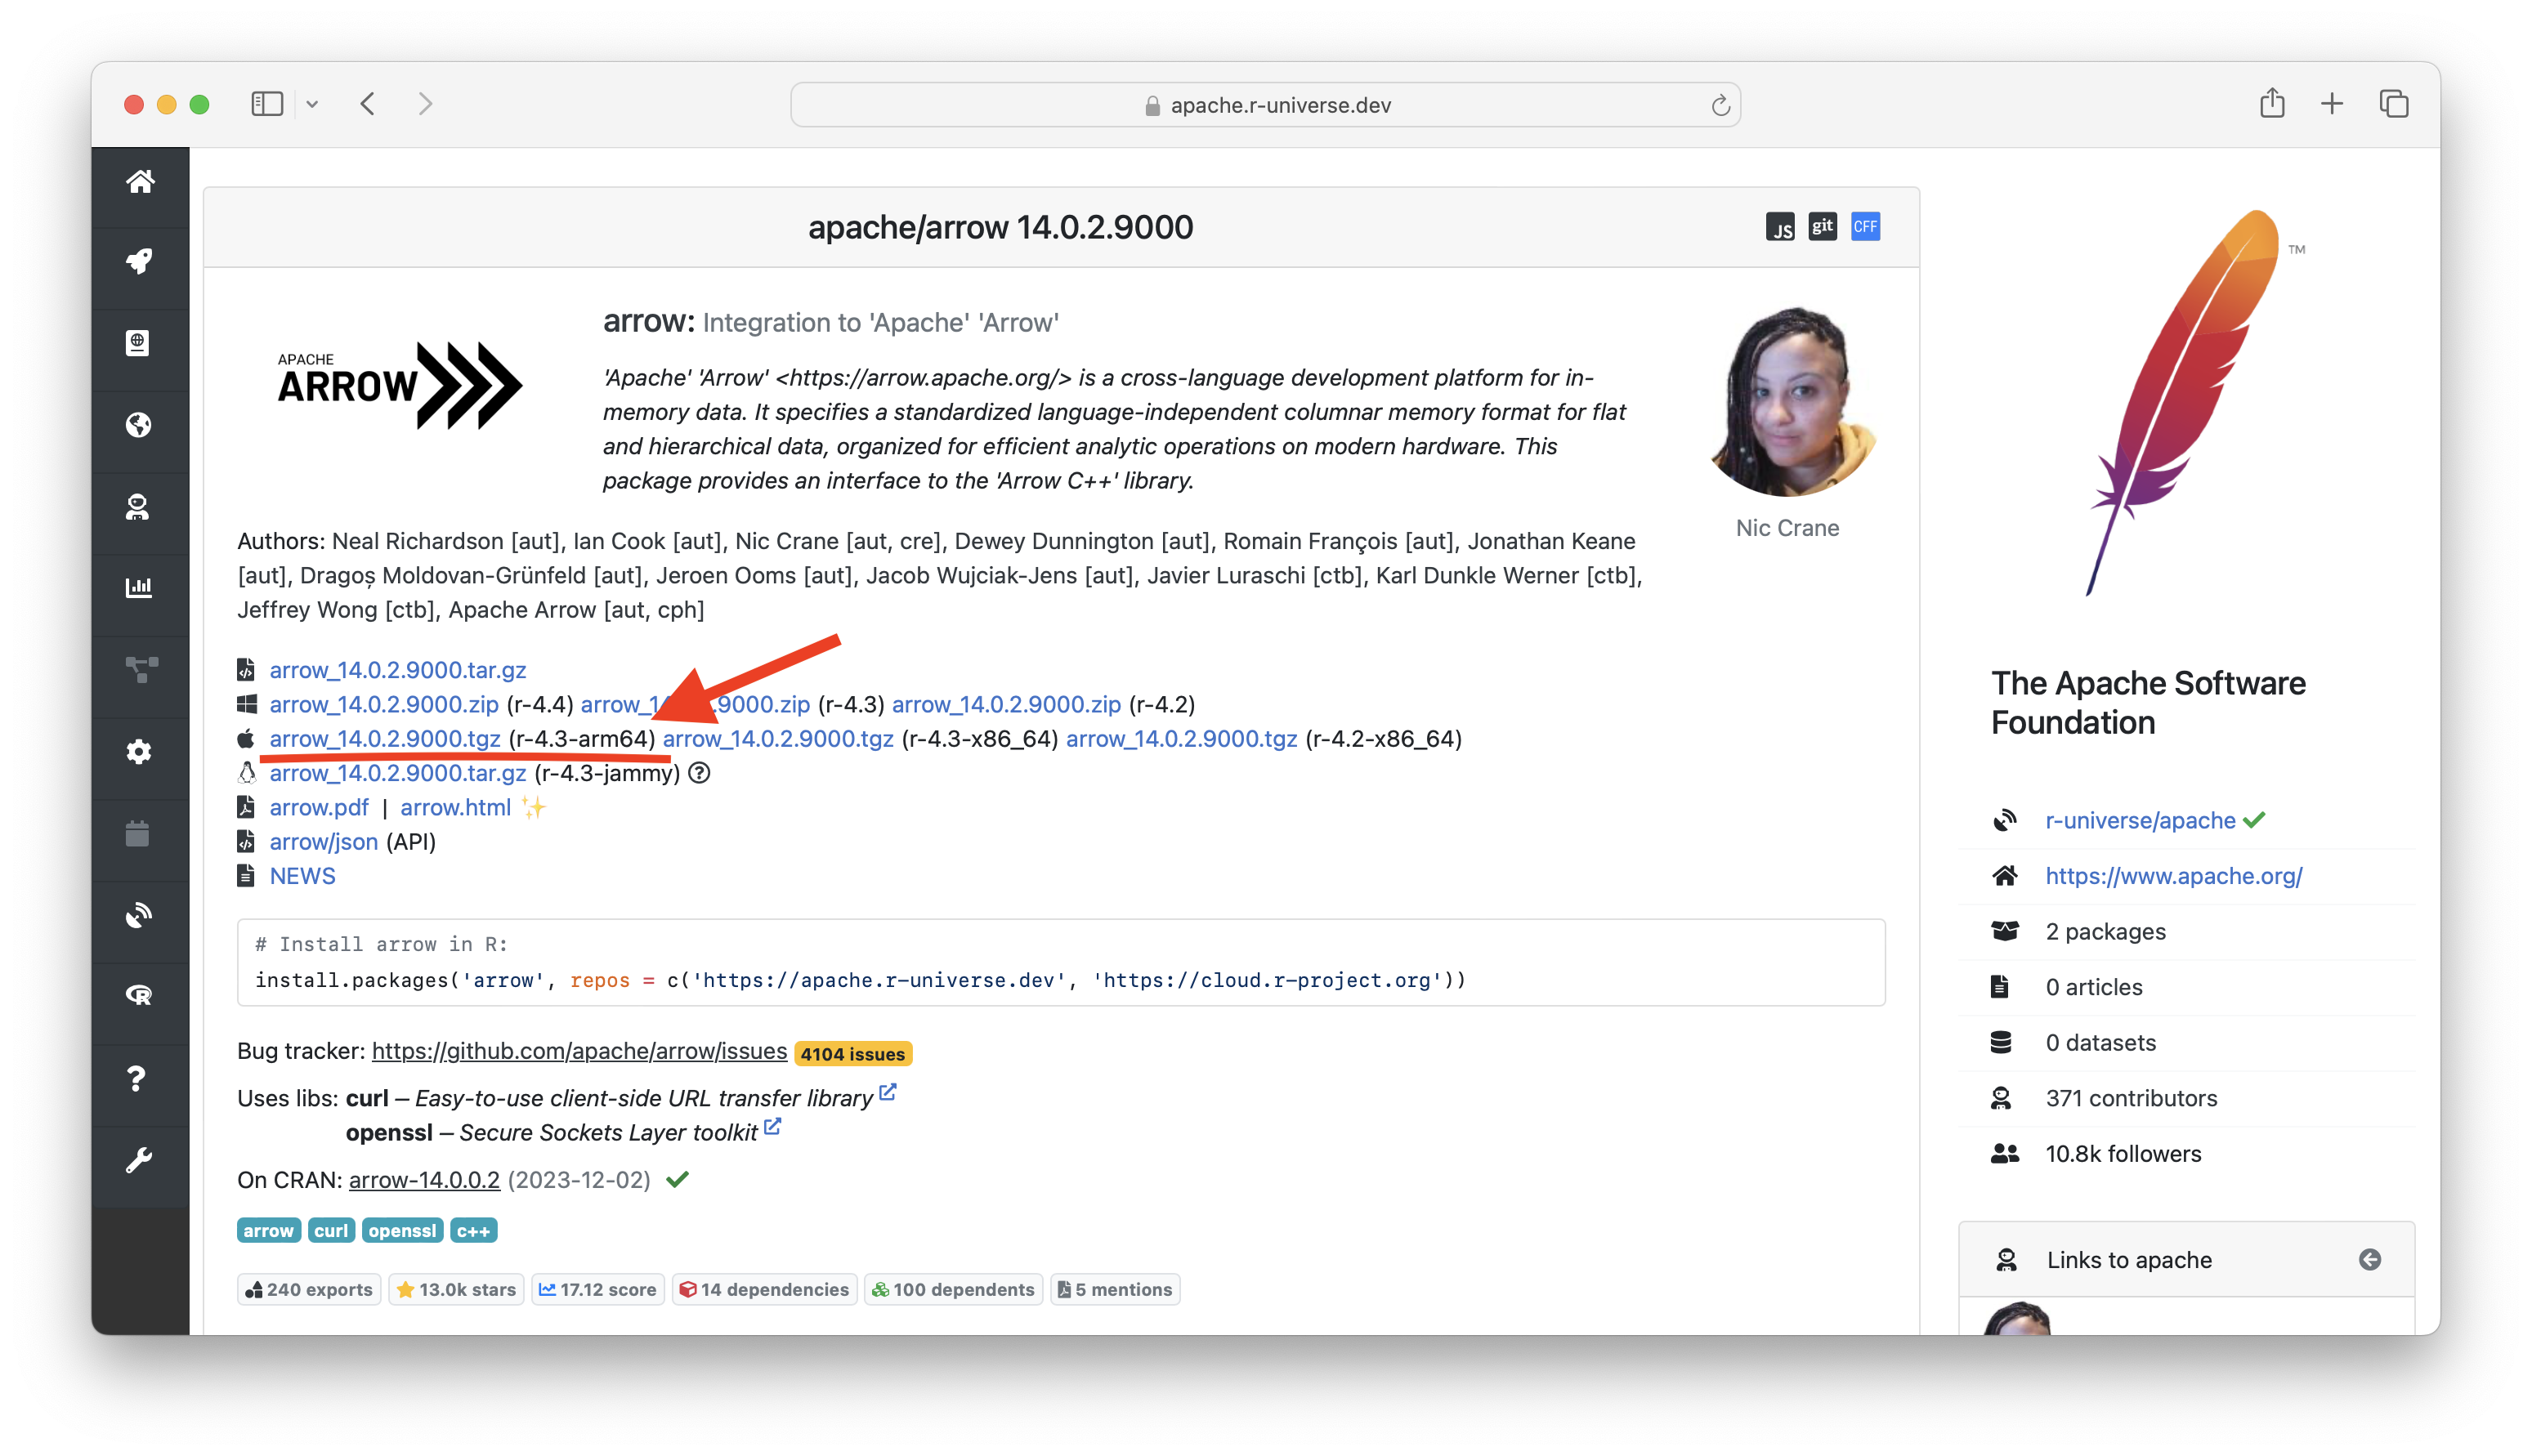 apache.r-universe.dev
apache/arrow 14.0.2.9000
JS git CFF
APACHE
ARROW
arrow: Integration to 'Apache' 'Arrow'
'Apache' 'Arrow' <https://arrow.apache.org/> is a cross-language development platform for in-
memory data. It specifies a standardized language-independent columnar memory format for flat
and hierarchical data, organized for efficient analytic operations on modern hardware. This
package provides an interface to the 'Arrow C++' library.
Nic Crane
Authors: Neal Richardson [aut], Ian Cook [aut], Nic Crane [aut, cre], Dewey Dunnington [aut], Romain François [aut], Jonathan Keane
[aut], Dragoș Moldovan-Grünfeld [aut], Jeroen Ooms [aut], Jacob Wujciak-Jens [aut], Javier Luraschi [ctb], Karl Dunkle Werner [ctb],
Jeffrey Wong [ctb], Apache Arrow [aut, cph]
arrow_14.0.2.9000.tar.gz
arrow_14.0.2.9000.zip (r-4.4) arrow_14.0.2.9000.zip (r-4.3) arrow_14.0.2.9000.zip (r-4.2)
arrow_14.0.2.9000.tgz (r-4.3-arm64) arrow_14.0.2.9000.tgz (r-4.3-x86_64) arrow_14.0.2.9000.tgz (r-4.2-x86_64)
arrow_14.0.2.9000.tar.gz (r-4.3-jammy)
arrow.pdf | arrow.html ✨
arrow/json (API)
NEWS
# Install arrow in R:
install.packages('arrow', repos = c('https://apache.r-universe.dev', 'https://cloud.r-project.org'))
Bug tracker: https://github.com/apache/arrow/issues 4104 issues
Uses libs: curl – Easy-to-use client-side URL transfer library
openssl – Secure Sockets Layer toolkit
On CRAN: arrow-14.0.0.2 (2023-12-02)
arrow curl openssl c++
240 exports 13.0k stars 17.12 score 14 dependencies 100 dependents 5 mentions
TM
The Apache Software
Foundation
r-universe/apache
https://www.apache.org/
2 packages
0 articles
0 datasets
371 contributors
10.8k followers
Links to apache